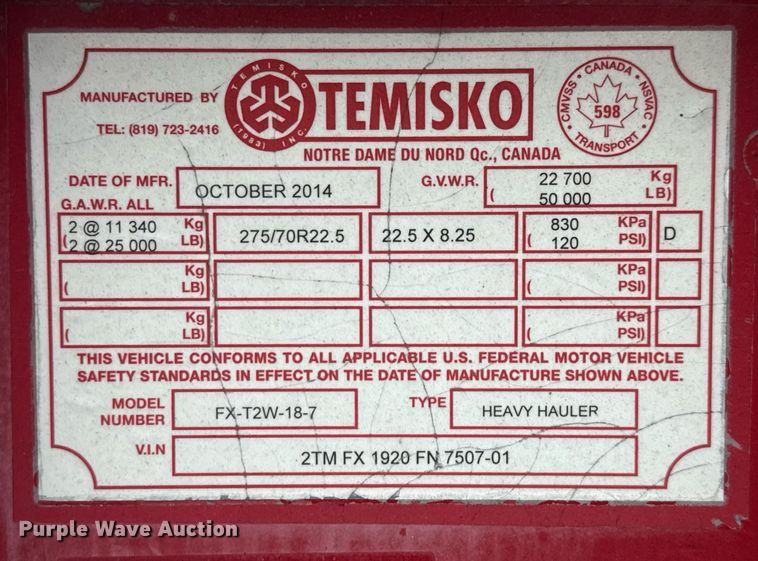 MANUFACTURED BY
TEMISKO
(1983) INC.
TEMISKO
CMVSS • CANADA • NSVAC
598
TRANSPORT
TEL: (819) 723-2416
NOTRE DAME DU NORD Qc., CANADA
DATE OF MFR. OCTOBER 2014
G.V.W.R. 22 700 Kg
( 50 000 LB)
G.A.W.R. ALL
2 @ 11 340 Kg
( 2 @ 25 000 LB)
275/70R22.5
22.5 X 8.25
830 KPa
( 120 PSI)
D
Kg
( LB)
KPa
( PSI)
Kg
( LB)
KPa
( PSI)
THIS VEHICLE CONFORMS TO ALL APPLICABLE U.S. FEDERAL MOTOR VEHICLE
SAFETY STANDARDS IN EFFECT ON THE DATE OF MANUFACTURE SHOWN ABOVE.
MODEL
NUMBER
FX-T2W-18-7
TYPE HEAVY HAULER
V.I.N 2TM FX 1920 FN 7507-01
Purple Wave Auction